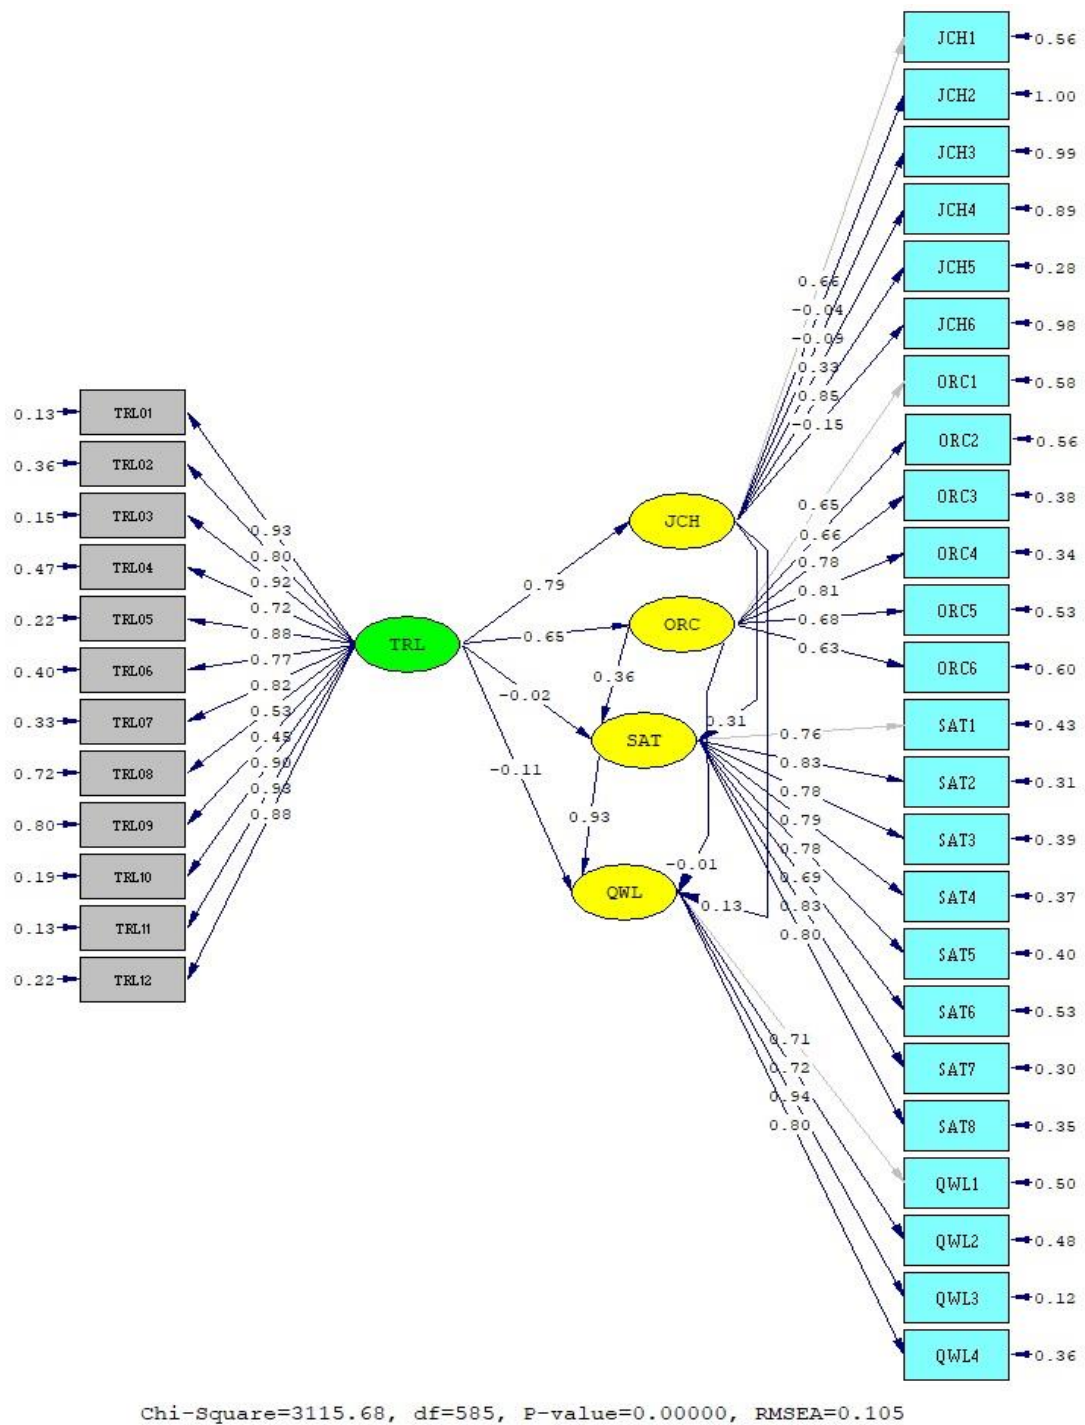 JCH1
0.56
JCH2
1.00
JCH3
0.99
JCH4
0.89
JCH5
0.28
JCH6
0.98
ORC1
0.58
ORC2
0.56
ORC3
0.38
ORC4
0.34
ORC5
0.53
ORC6
0.60
SAT1
0.43
SAT2
0.31
SAT3
0.39
SAT4
0.37
SAT5
0.40
SAT6
0.53
SAT7
0.30
SAT8
0.35
QWL1
0.50
QWL2
0.48
QWL3
0.12
QWL4
0.36
0.66
-0.04
-0.09
0.33
0.85
-0.15
0.65
0.66
0.78
0.81
0.68
0.63
0.76
0.83
0.78
0.79
0.78
0.69
0.83
0.80
0.71
0.72
0.94
0.80
JCH
ORC
SAT
QWL
TRL
0.79
0.65
-0.02
-0.11
0.36
0.93
0.31
-0.01
0.13
0.93
0.80
0.92
0.72
0.88
0.77
0.82
0.53
0.45
0.90
0.93
0.88
0.13
TRL01
0.36
TRL02
0.15
TRL03
0.47
TRL04
0.22
TRL05
0.40
TRL06
0.33
TRL07
0.72
TRL08
0.80
TRL09
0.19
TRL10
0.13
TRL11
0.22
TRL12
Chi-Square=3115.68, df=585, P-value=0.00000, RMSEA=0.105